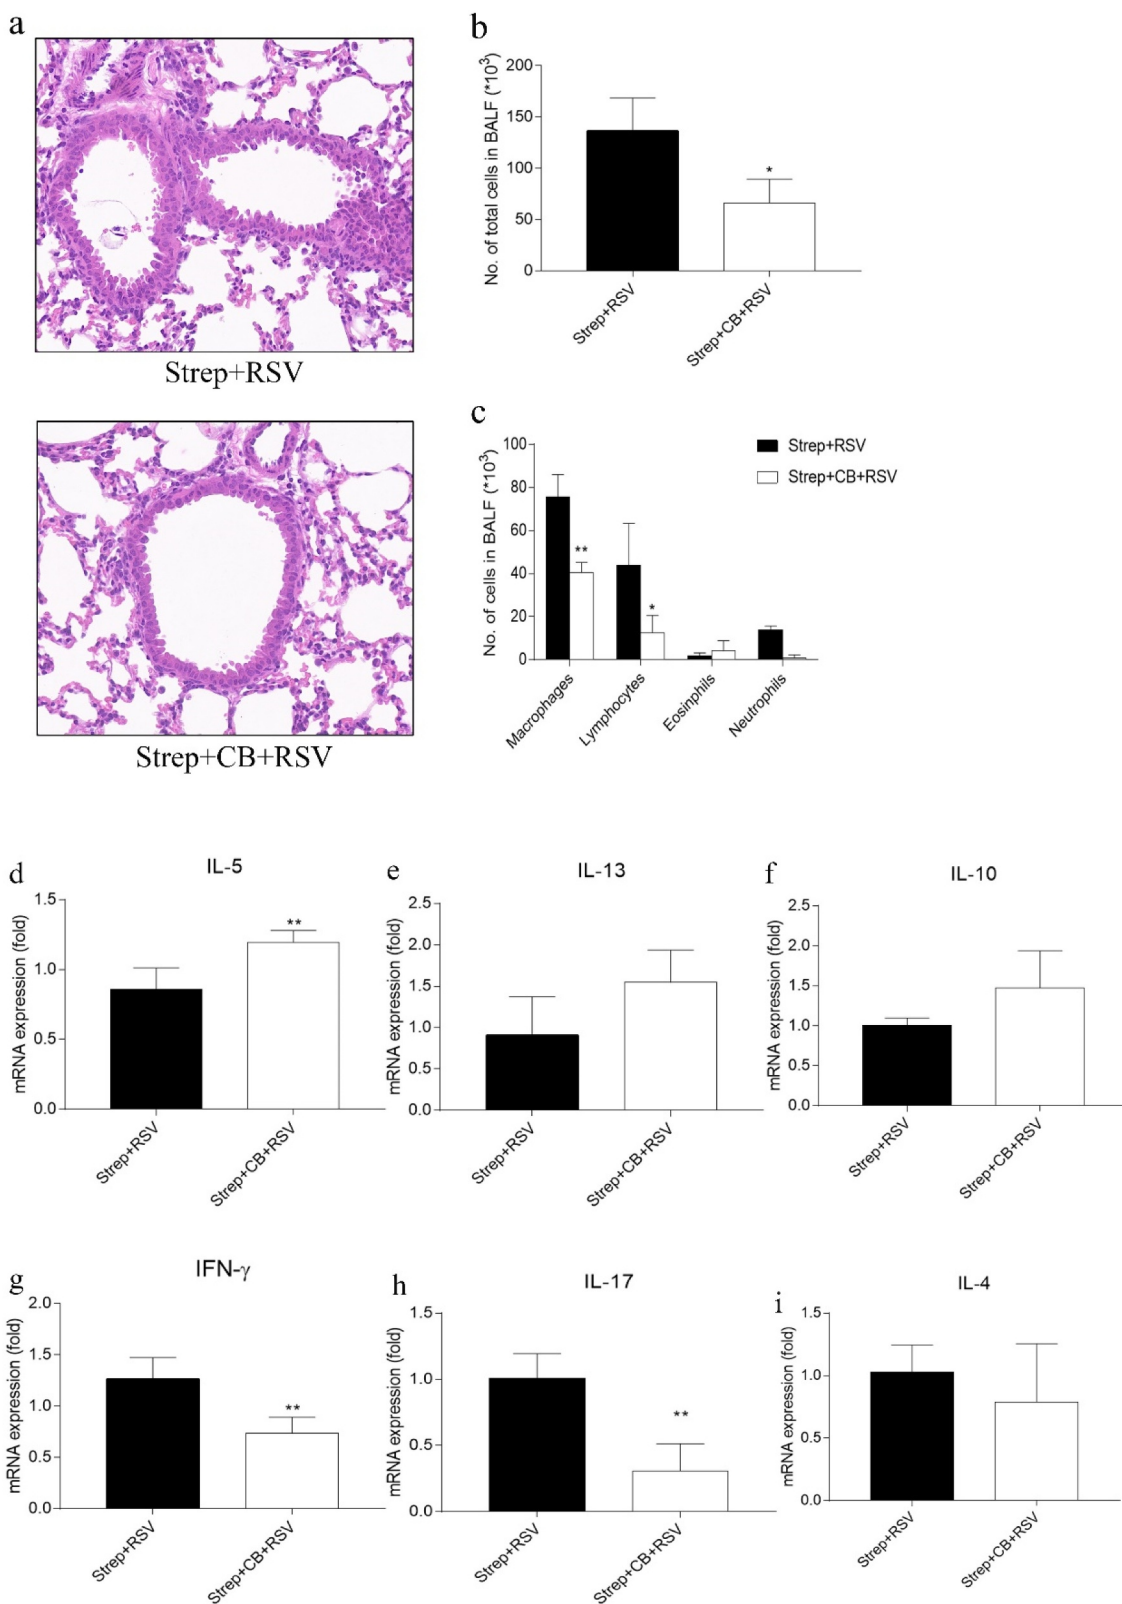 a
Strep+RSV
Strep+CB+RSV
b
No. of total cells in BALF (*10³)
200
150
100
50
0
*
Strep+RSV
Strep+CB+RSV
c
No. of cells in BALF (*10³)
100
80
60
40
20
0
**
*
Macrophages
Lymphocytes
Eosinphils
Neutrophils
Strep+RSV
Strep+CB+RSV
d
IL-5
mRNA expression (fold)
1.5
1.0
0.5
0.0
**
Strep+RSV
Strep+CB+RSV
e
IL-13
mRNA expression (fold)
2.5
2.0
1.5
1.0
0.5
0.0
Strep+RSV
Strep+CB+RSV
f
IL-10
mRNA expression (fold)
2.5
2.0
1.5
1.0
0.5
0.0
Strep+RSV
Strep+CB+RSV
g
IFN-γ
mRNA expression (fold)
2.0
1.5
1.0
0.5
0.0
**
Strep+RSV
Strep+CB+RSV
h
IL-17
mRNA expression (fold)
1.5
1.0
0.5
0.0
**
Strep+RSV
Strep+CB+RSV
i
IL-4
mRNA expression (fold)
1.5
1.0
0.5
0.0
Strep+RSV
Strep+CB+RSV